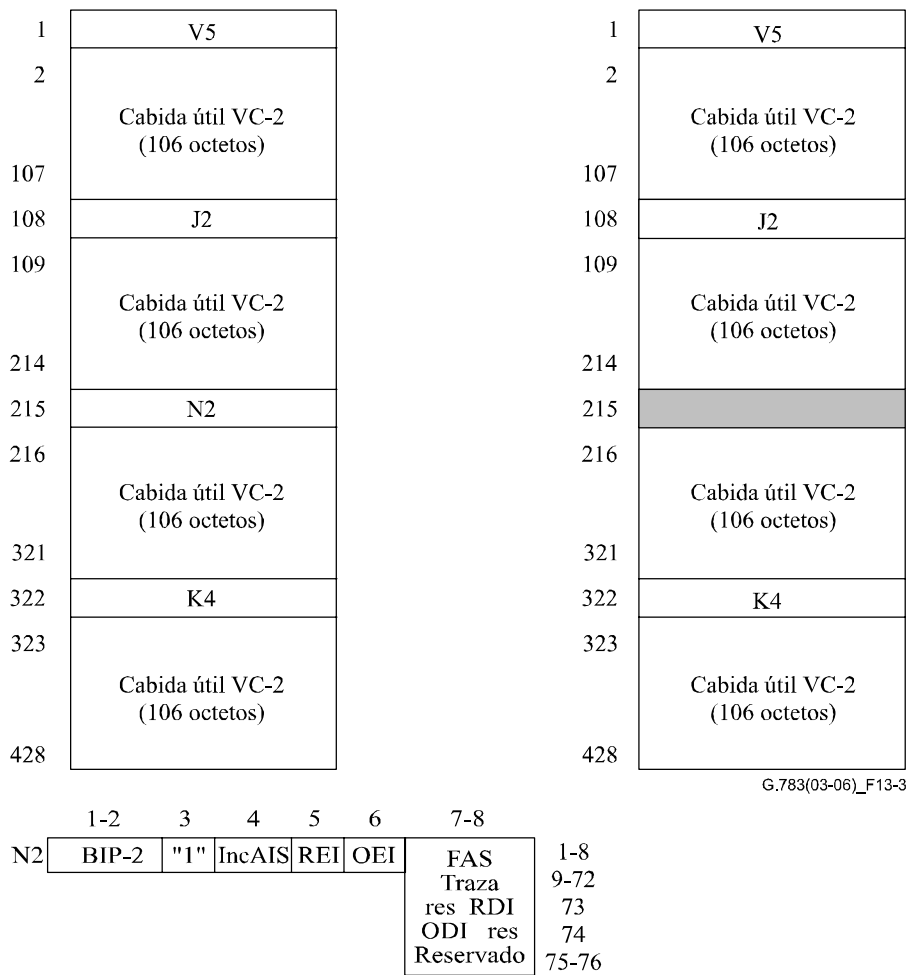 1 V5 1 V5
2 2
Cabida útil VC-2 Cabida útil VC-2
(106 octetos) (106 octetos)
107 107
108 J2 108 J2
109 109
Cabida útil VC-2 Cabida útil VC-2
(106 octetos) (106 octetos)
214 214
215 N2 215
216 216
Cabida útil VC-2 Cabida útil VC-2
(106 octetos) (106 octetos)
321 321
322 K4 322 K4
323 323
Cabida útil VC-2 Cabida útil VC-2
(106 octetos) (106 octetos)
428 428
G.783(03-06)_F13-3
1-2 3 4 5 6 7-8
N2 BIP-2 "1" IncAIS REI OEI FAS 1-8
Traza 9-72
res RDI 73
ODI res 74
Reservado 75-76